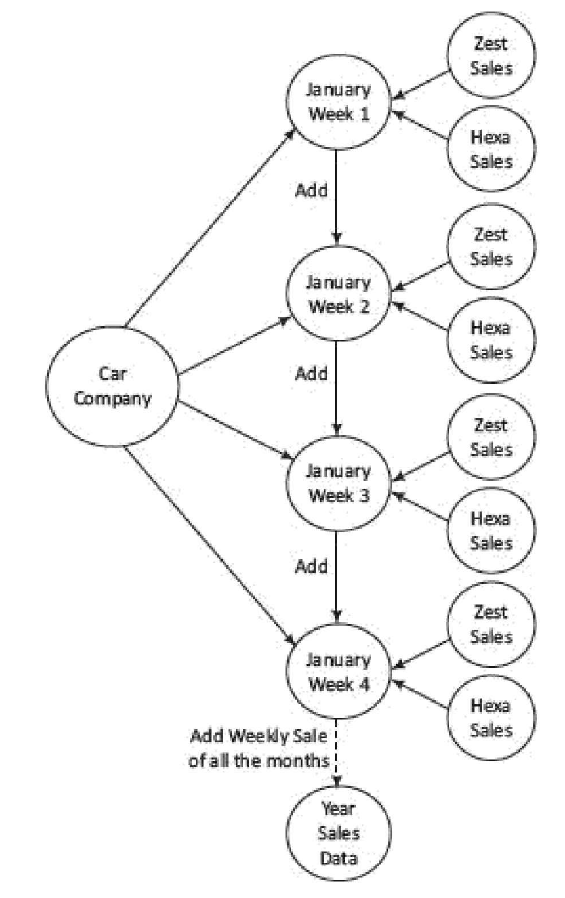 Zest
Sales
January
Week 1
Hexa
Sales
Add
Zest
Sales
January
Week 2
Hexa
Sales
Car
Company
Add
Zest
Sales
January
Week 3
Hexa
Sales
Add
Zest
Sales
January
Week 4
Hexa
Sales
Add Weekly Sale
of all the months
Year
Sales
Data